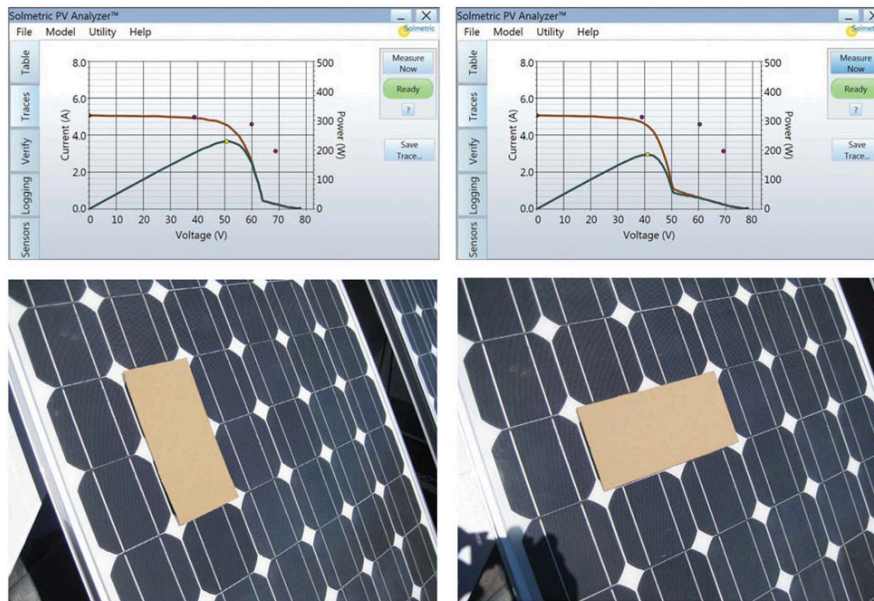 Solmetric PV Analyzer™
File Model Utility Help
Solmetric
Table
Traces
Verify
Logging
Sensors
Current (A)
8.0
6.0
4.0
2.0
0.0
0 10 20 30 40 50 60 70 80
Voltage (V)
500
400
300
200
100
0
Power (W)
Measure
Now
Ready
?
Save
Trace...
Solmetric PV Analyzer™
File Model Utility Help
Solmetric
Table
Traces
Verify
Logging
Sensors
Current (A)
8.0
6.0
4.0
2.0
0.0
0 10 20 30 40 50 60 70 80
Voltage (V)
500
400
300
200
100
0
Power (W)
Measure
Now
Ready
?
Save
Trace...